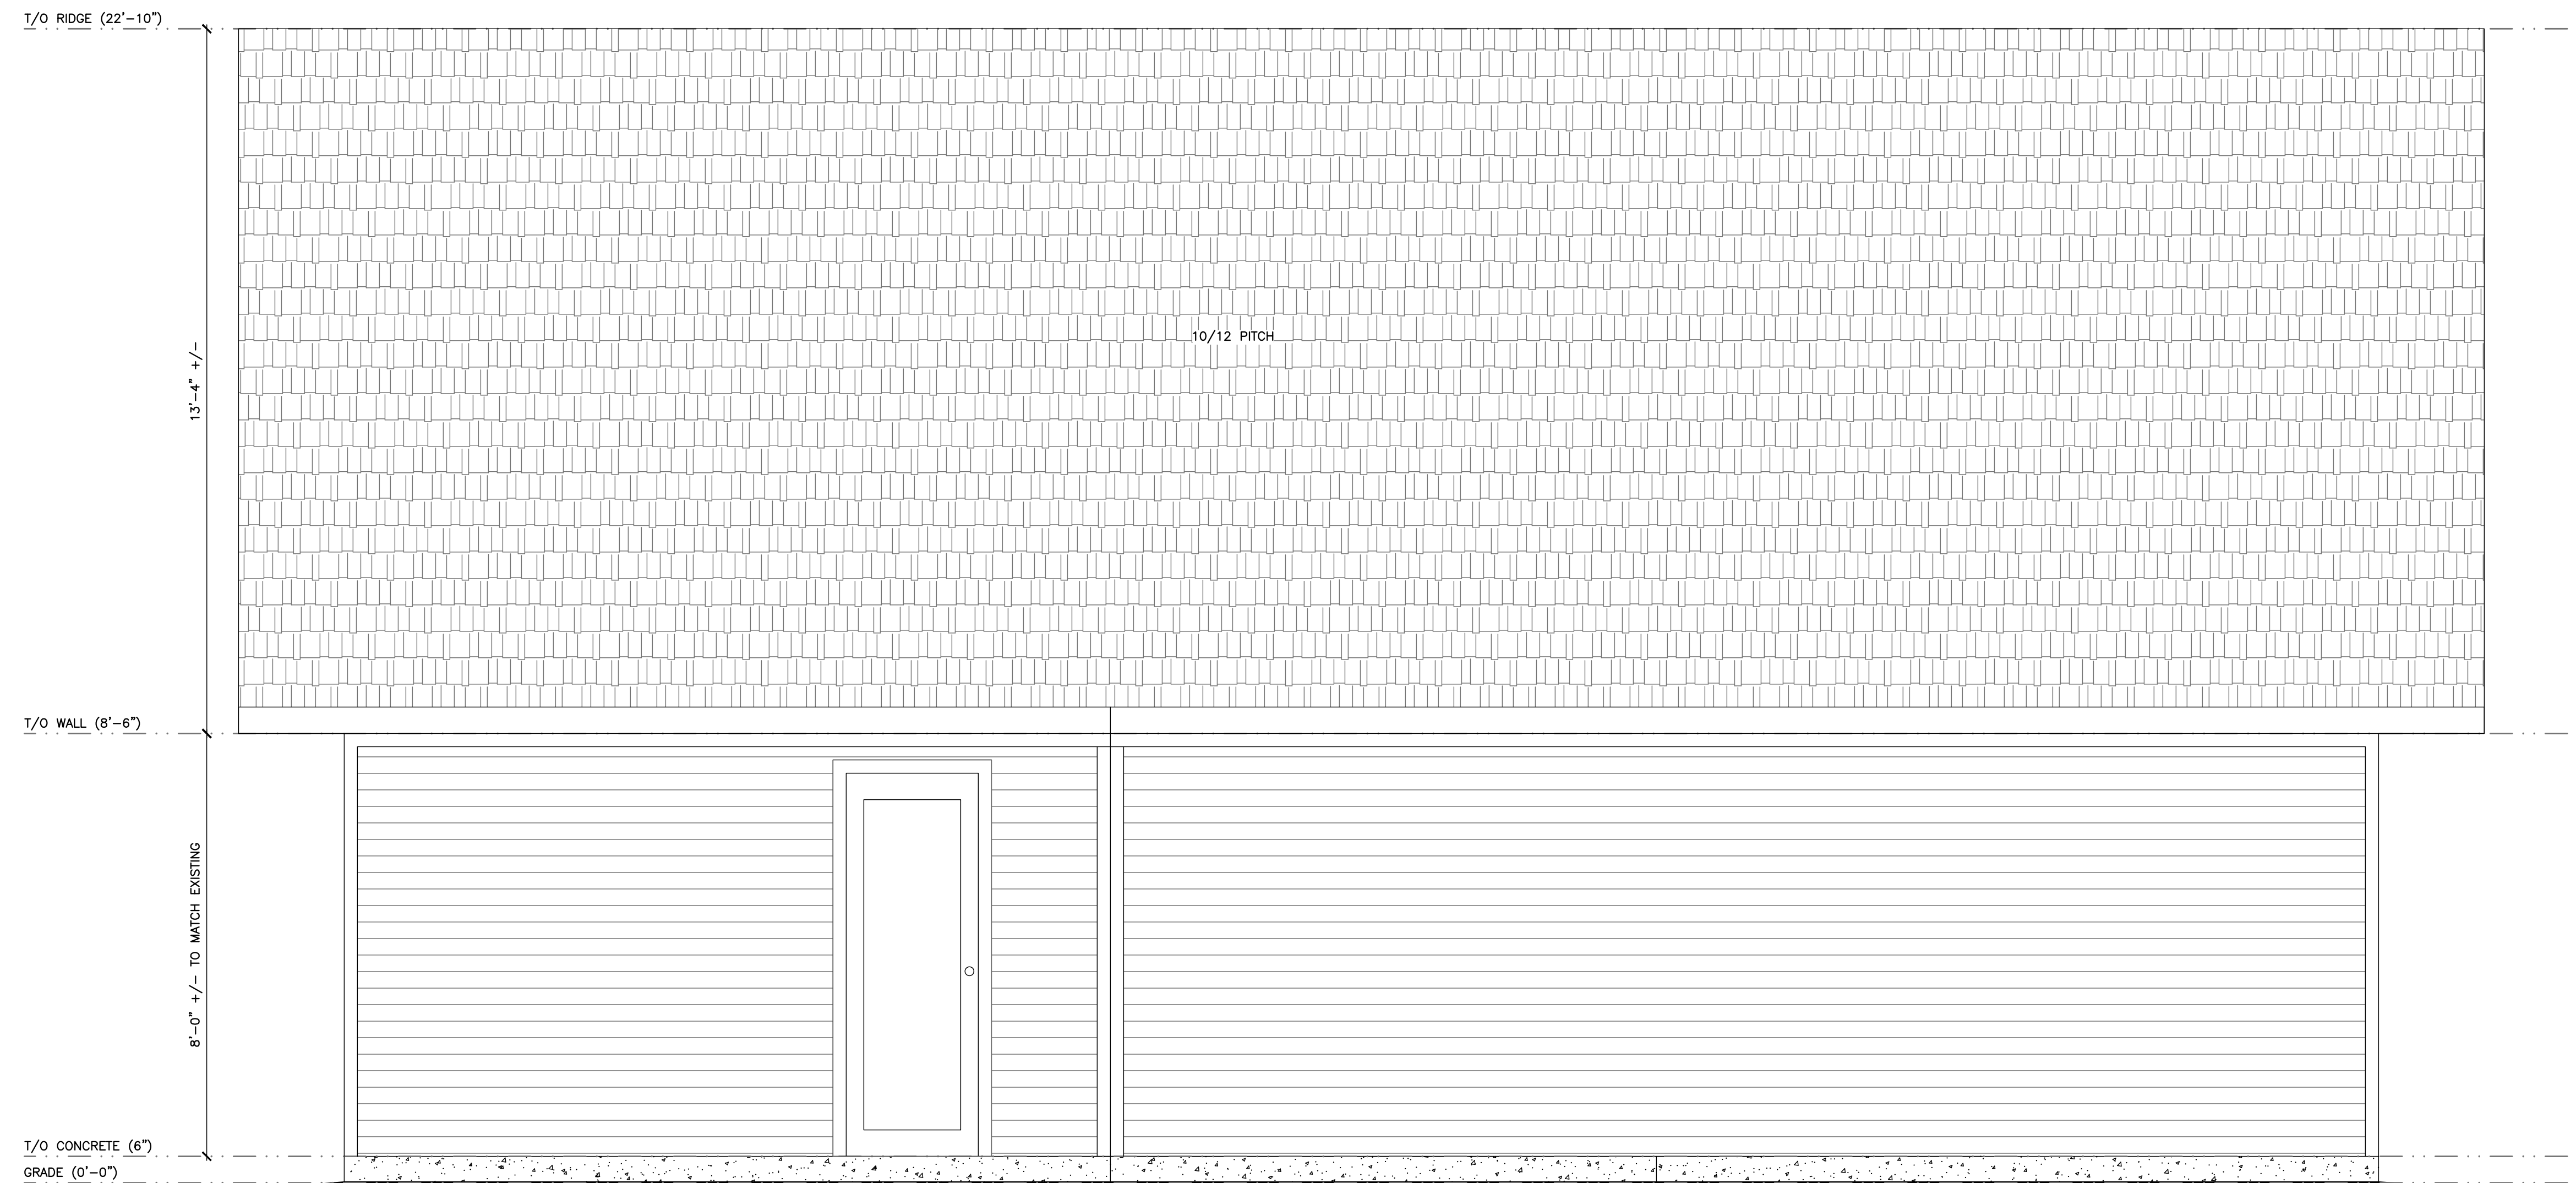 T/O RIDGE (22'-10")
13'-4" +/-
10/12 PITCH
T/O WALL (8'-6")
8'-0" +/- TO MATCH EXISTING
T/O CONCRETE (6")
GRADE (0'-0")